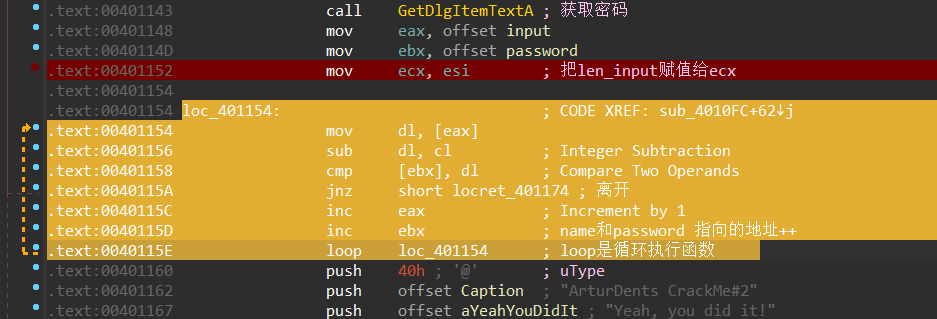 .text:00401143 call GetDlgItemTextA ; 获取密码
.text:00401148 mov eax, offset input
.text:0040114D mov ebx, offset password
.text:00401152 mov ecx, esi ; 把len_input赋值给ecx
.text:00401154
.text:00401154 loc_401154: ; CODE XREF: sub_4010FC+62↓j
.text:00401154 mov dl, [eax]
.text:00401156 sub dl, cl ; Integer Subtraction
.text:00401158 cmp [ebx], dl ; Compare Two Operands
.text:0040115A jnz short locret_401174 ; 离开
.text:0040115C inc eax ; Increment by 1
.text:0040115D inc ebx ; name和password 指向的地址++
.text:0040115E loop loc_401154 ; loop是循环执行函数
.text:00401160 push 40h ; '@' ; uType
.text:00401162 push offset Caption ; "ArturDents CrackMe#2"
.text:00401167 push offset aYeahYouDidIt ; "Yeah, you did it!"